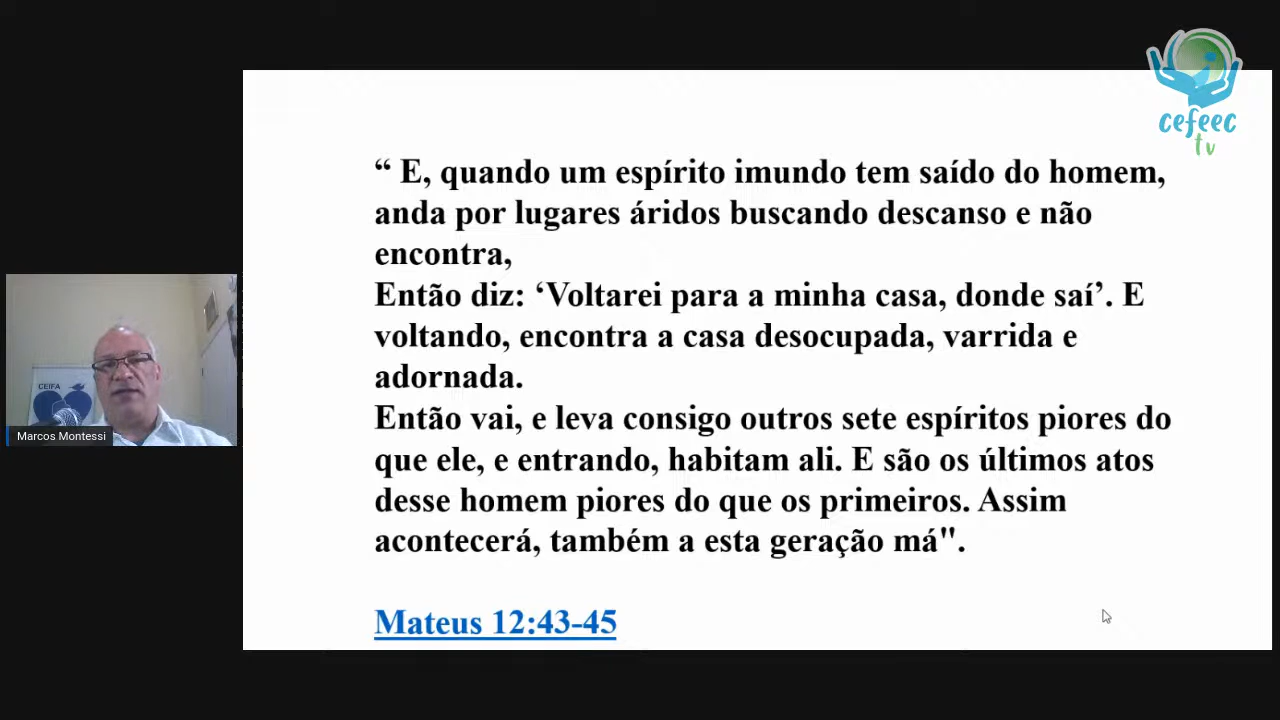 cefeec
tv
“ E, quando um espírito imundo tem saído do homem,
anda por lugares áridos buscando descanso e não
encontra,
Então diz: ‘Voltarei para a minha casa, donde saí’. E
voltando, encontra a casa desocupada, varrida e
adornada.
Então vai, e leva consigo outros sete espíritos piores do
que ele, e entrando, habitam ali. E são os últimos atos
desse homem piores do que os primeiros. Assim
acontecerá, também a esta geração má".
Mateus 12:43-45
CEIFA
Marcos Montessi